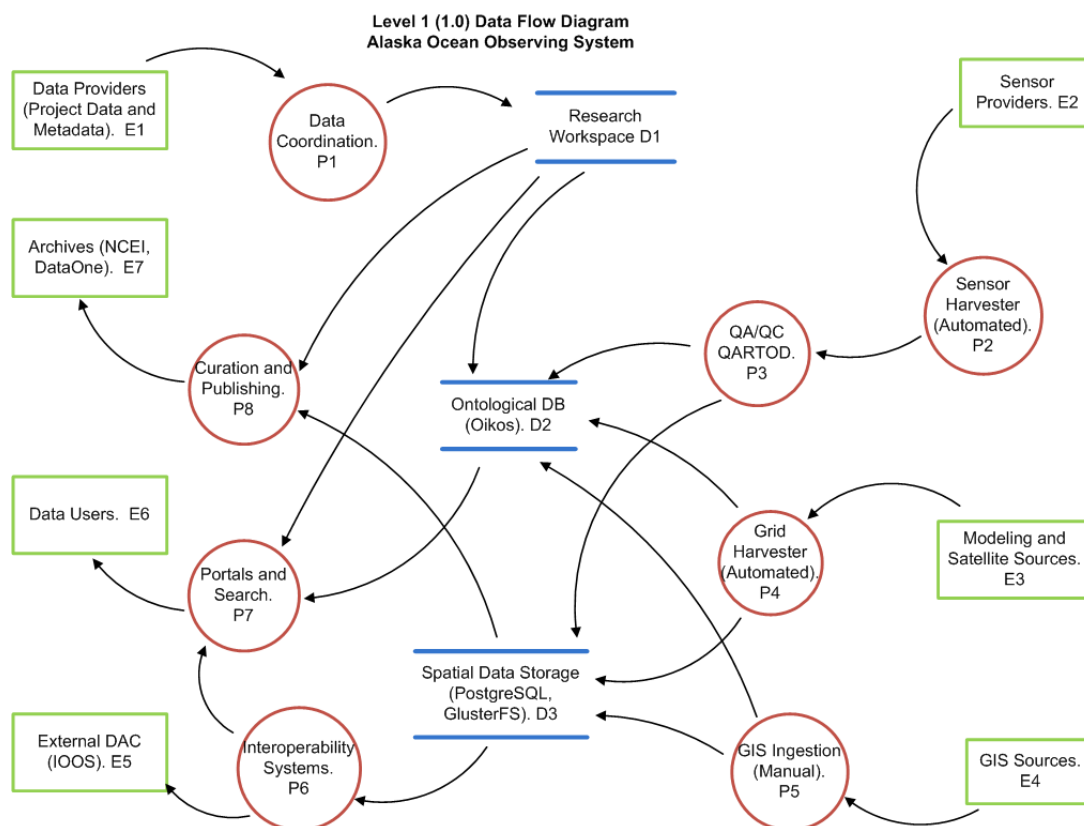 Level 1 (1.0) Data Flow Diagram
Alaska Ocean Observing System
Data Providers
(Project Data and
Metadata).  E1
Data
Coordination.
P1
Research
Workspace D1
Sensor
Providers. E2
Archives (NCEI,
DataOne).  E7
Sensor
Harvester
(Automated).
P2
QA/QC
QARTOD.
P3
Curation and
Publishing.
P8
Ontological DB
(Oikos). D2
Data Users.  E6
Grid
Harvester
(Automated).
P4
Modeling and
Satellite Sources.
E3
Portals and
Search.
P7
Spatial Data Storage
(PostgreSQL,
GlusterFS). D3
External DAC
(IOOS). E5
Interoperability
Systems.
P6
GIS Ingestion
(Manual).
P5
GIS Sources.
E4